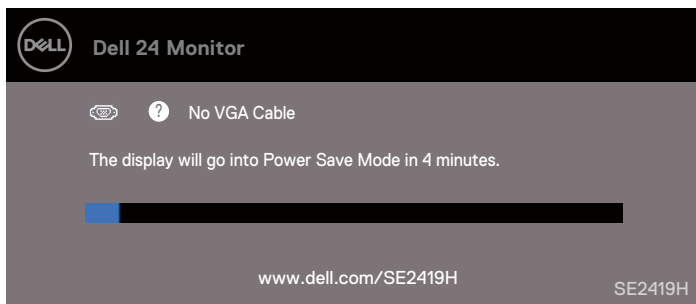 DELL
Dell 24 Monitor
? No VGA Cable
The display will go into Power Save Mode in 4 minutes.
www.dell.com/SE2419H
SE2419H